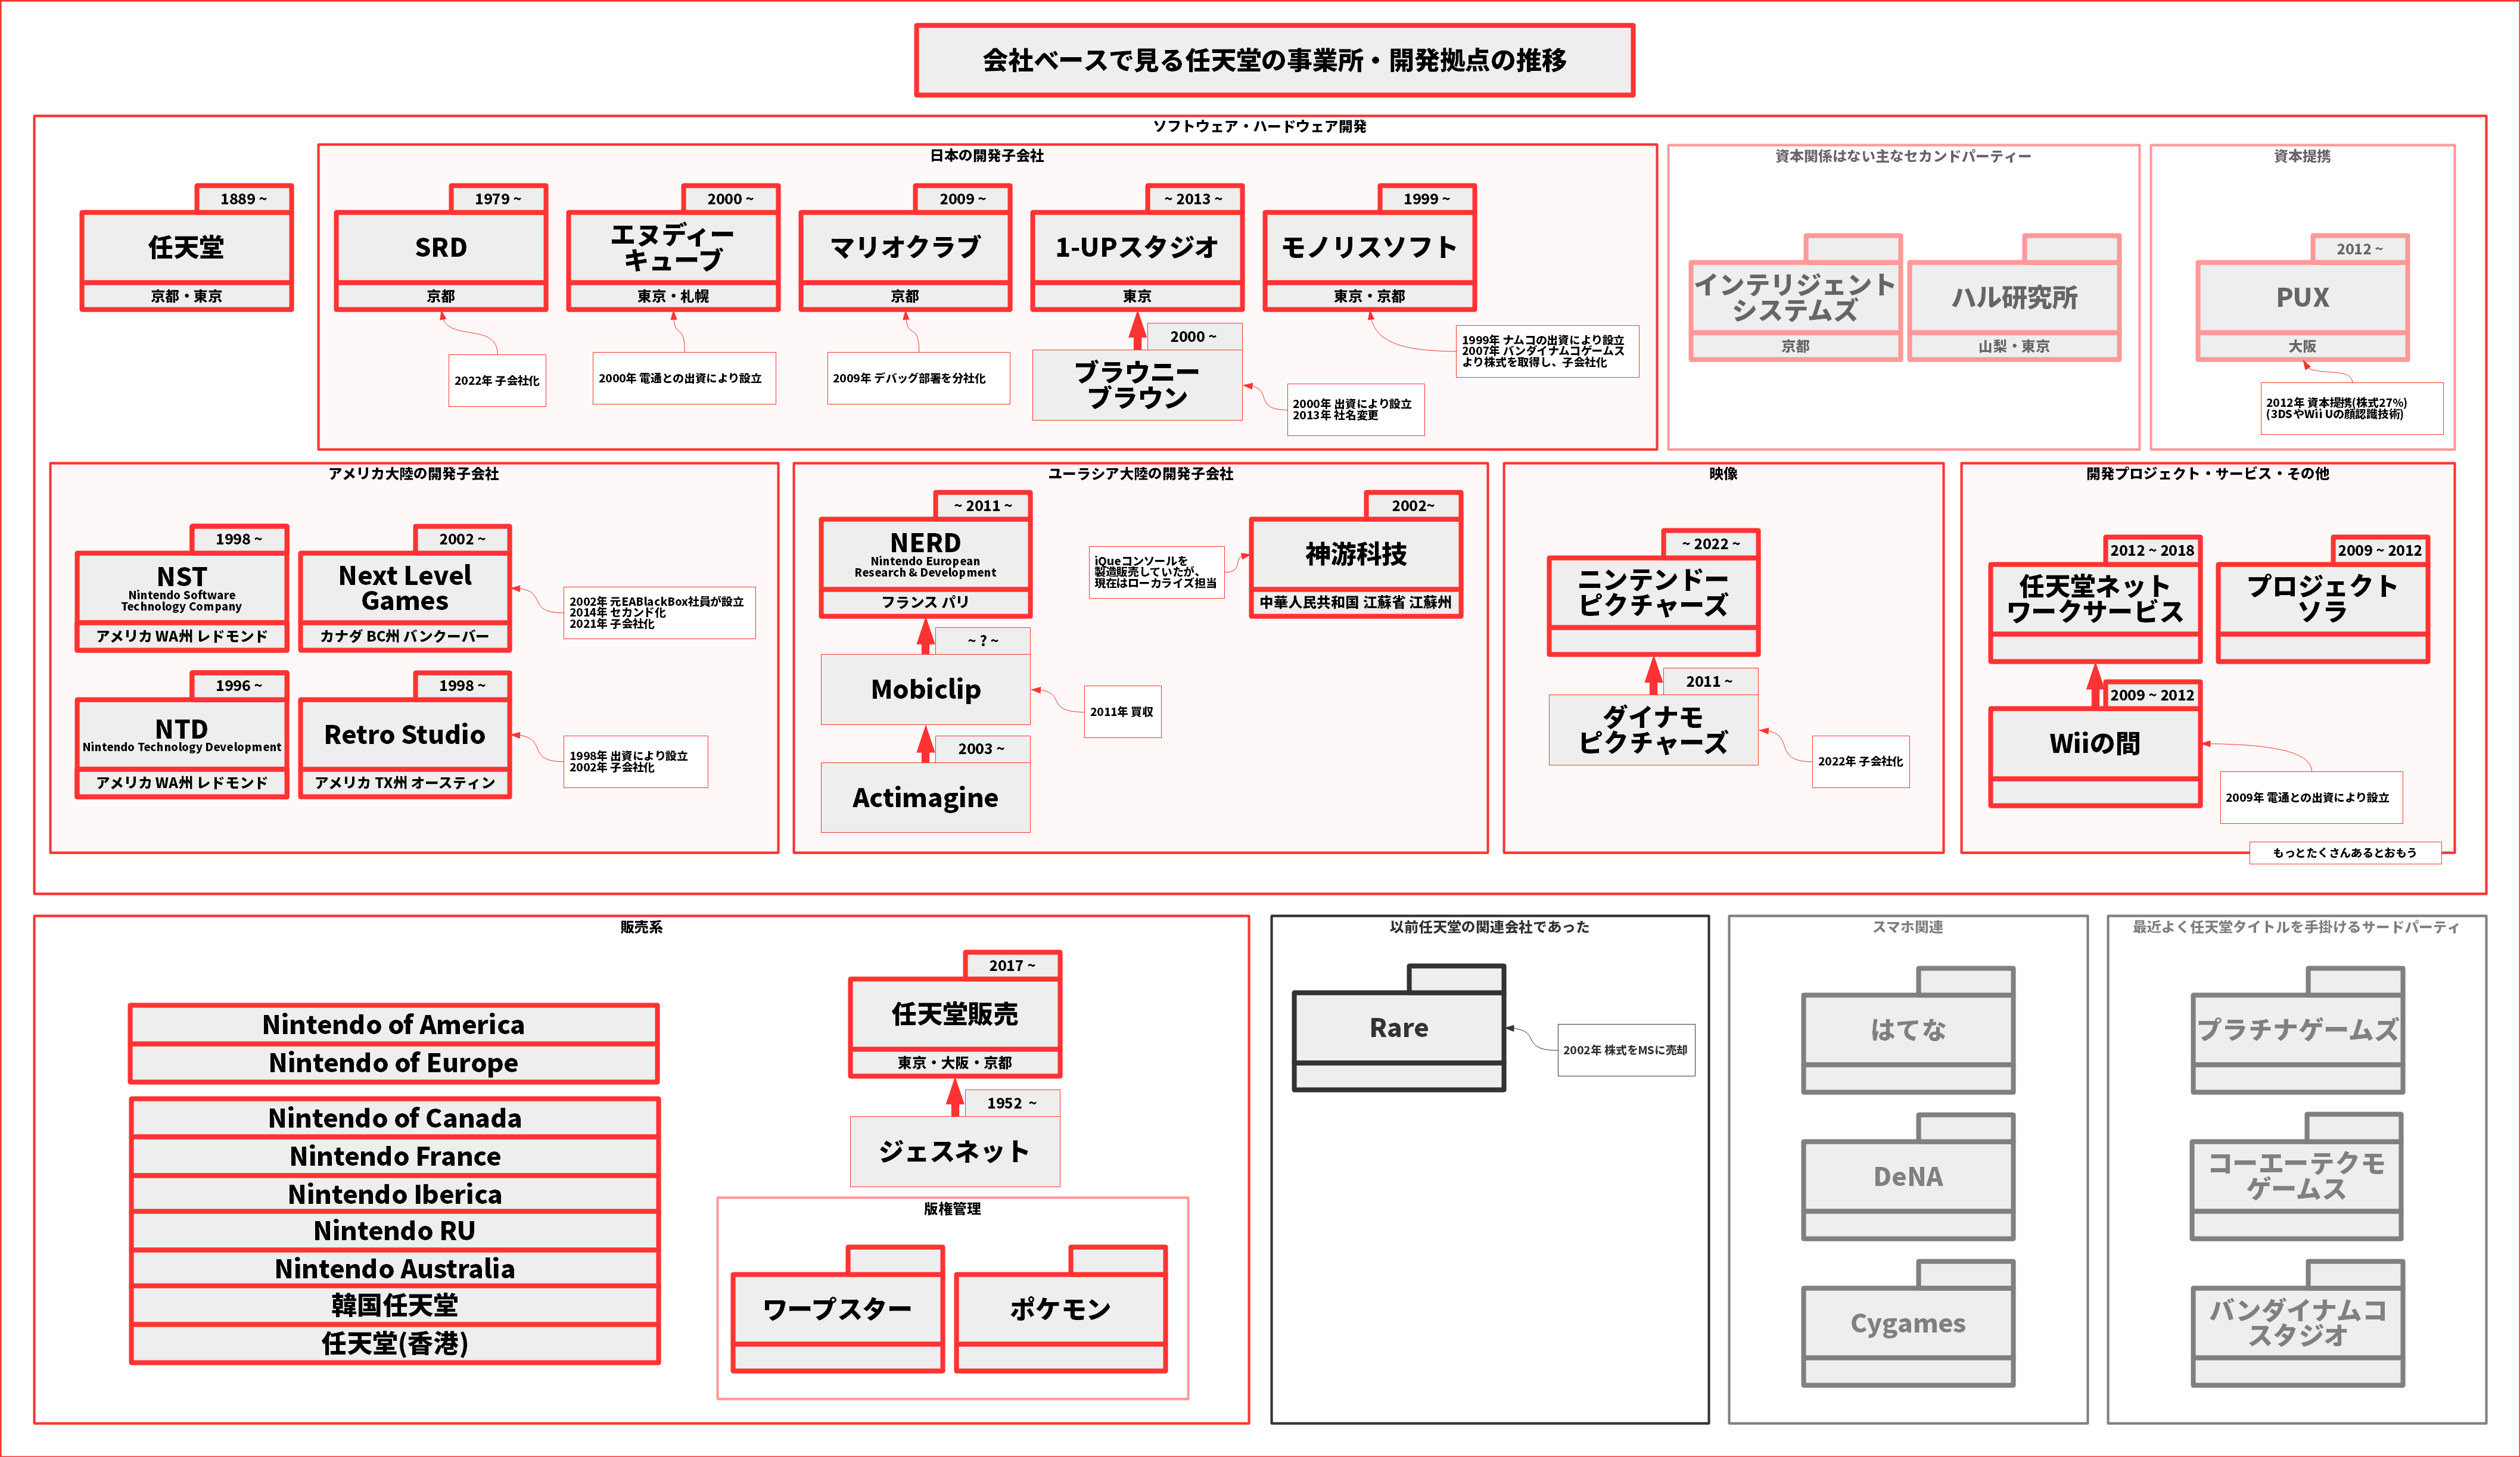 会社ベースで見る任天堂の事業所・開発拠点の推移
ソフトウェア・ハードウェア開発
1889 ~
任天堂
京都・東京
日本の開発子会社
1979 ~
SRD
京都
2022年 子会社化
2000 ~
エヌディー
キューブ
東京・札幌
2000年 電通との出資により設立
2009 ~
マリオクラブ
京都
2009年 デバッグ部署を分社化
~ 2013 ~
1-UPスタジオ
東京
2000 ~
ブラウニー
ブラウン
2000年 出資により設立
2013年 社名変更
1999 ~
モノリスソフト
東京・京都
1999年 ナムコの出資により設立
2007年 バンダイナムコゲームス
より株式を取得し、子会社化
資本関係はない主なセカンドパーティー
インテリジェント
システムズ
京都
ハル研究所
山梨・東京
資本提携
2012 ~
PUX
大阪
2012年 資本提携(株式27%)
(3DSやWii Uの顔認識技術)
アメリカ大陸の開発子会社
1998 ~
NST
Nintendo Software
Technology Company
アメリカ WA州 レドモンド
2002 ~
Next Level
Games
カナダ BC州 バンクーバー
2002年 元EABlackBox社員が設立
2014年 セカンド化
2021年 子会社化
1996 ~
NTD
Nintendo Technology Development
アメリカ WA州 レドモンド
1998 ~
Retro Studio
アメリカ TX州 オースティン
1998年 出資により設立
2002年 子会社化
ユーラシア大陸の開発子会社
~ 2011 ~
NERD
Nintendo European
Research & Development
フランス パリ
~ ? ~
Mobiclip
2011年 買収
2003 ~
Actimagine
iQueコンソールを
製造販売していたが、
現在はローカライズ担当
2002~
神游科技
中華人民共和国 江蘇省 江蘇州
映像
~ 2022 ~
ニンテンドー
ピクチャーズ
2011 ~
ダイナモ
ピクチャーズ
2022年 子会社化
開発プロジェクト・サービス・その他
2012 ~ 2018
任天堂ネット
ワークサービス
2009 ~ 2012
プロジェクト
ソラ
2009 ~ 2012
Wiiの間
2009年 電通との出資により設立
もっとたくさんあるとおもう
販売系
Nintendo of America
Nintendo of Europe
Nintendo of Canada
Nintendo France
Nintendo Iberica
Nintendo RU
Nintendo Australia
韓国任天堂
任天堂(香港)
2017 ~
任天堂販売
東京・大阪・京都
1952 ~
ジェスネット
版権管理
ワープスター
ポケモン
以前任天堂の関連会社であった
Rare
2002年 株式をMSに売却
スマホ関連
はてな
DeNA
Cygames
最近よく任天堂タイトルを手掛けるサードパーティ
プラチナゲームズ
コーエーテクモ
ゲームス
バンダイナムコ
スタジオ